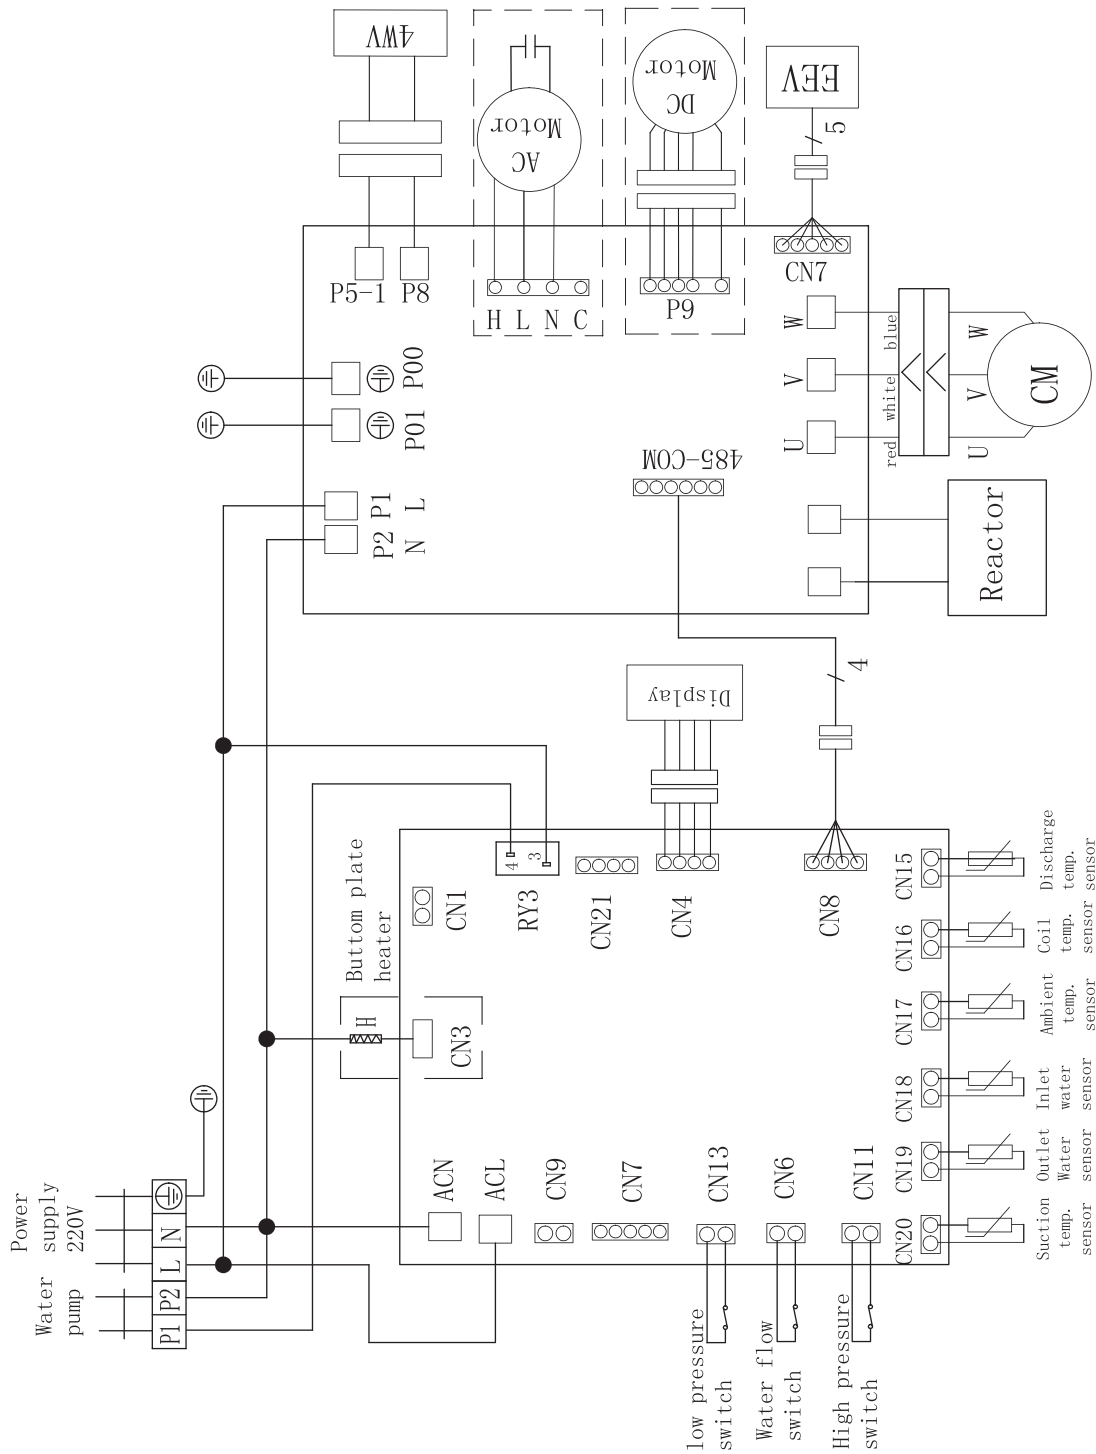 4WV
AC
Motor
DC
Motor
EEV
5
P5-1
P8
H L N C
P9
CN7
P00
P01
P1
L
P2
N
485-COM
W
V
U
blue
white
red
W
V
U
CM
Reactor
Display
4
Buttom plate
heater
H
CN3
CN1
4
3
RY3
CN21
CN4
CN8
Power
supply
220V
Water
pump
P1
P2
L
N
ACN
ACL
CN9
CN7
CN13
CN6
CN11
low pressure
switch
Water flow
switch
High pressure
switch
CN15
CN16
CN17
CN18
CN19
CN20
Discharge
temp.
sensor
Coil
temp.
sensor
Ambient
temp.
sensor
Inlet
water
sensor
Outlet
Water
sensor
Suction
temp.
sensor